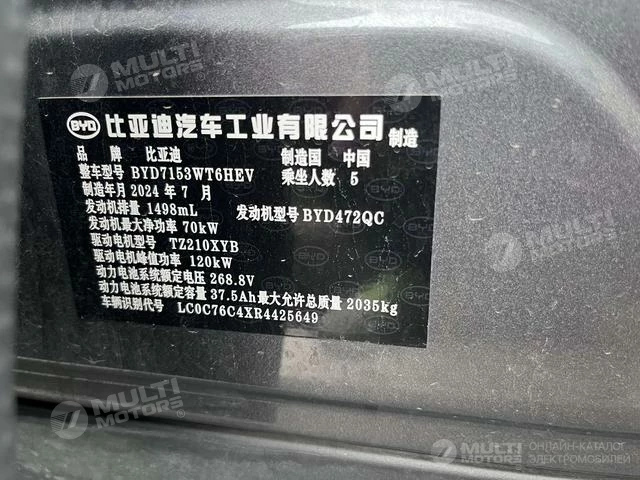 BYD 比亚迪汽车工业有限公司 制造
品 牌 比亚迪 制造国 中国
整车型号 BYD7153WT6HEV 乘坐人数 5
制造年月 2024 年 7 月
发动机排量 1498mL 发动机型号 BYD472QC
发动机最大净功率 70kW
驱动电机型号 TZ210XYB
驱动电机峰值功率 120kW
动力电池系统额定电压 268.8V
动力电池系统额定容量 37.5Ah 最大允许总质量 2035kg
车辆识别代号 LC0C76C4XR4425649
MULTI MOTORS®
MULTI MOTORS®
MULTI MOTORS®
MULTI MOTORS®
MULTI MOTORS
ОНЛАЙН-КАТАЛОГ
ЭЛЕКТРОМОБИЛЕЙ